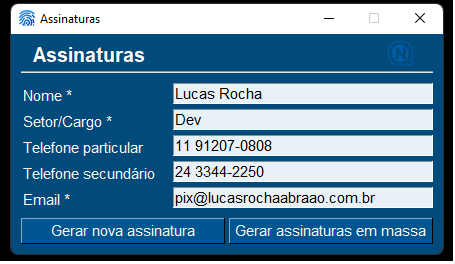 Assinaturas
Assinaturas
Nome * Lucas Rocha
Setor/Cargo * Dev
Telefone particular 11 91207-0808
Telefone secundário 24 3344-2250
Email * pix@lucasrochaabraao.com.br
Gerar nova assinatura Gerar assinaturas em massa